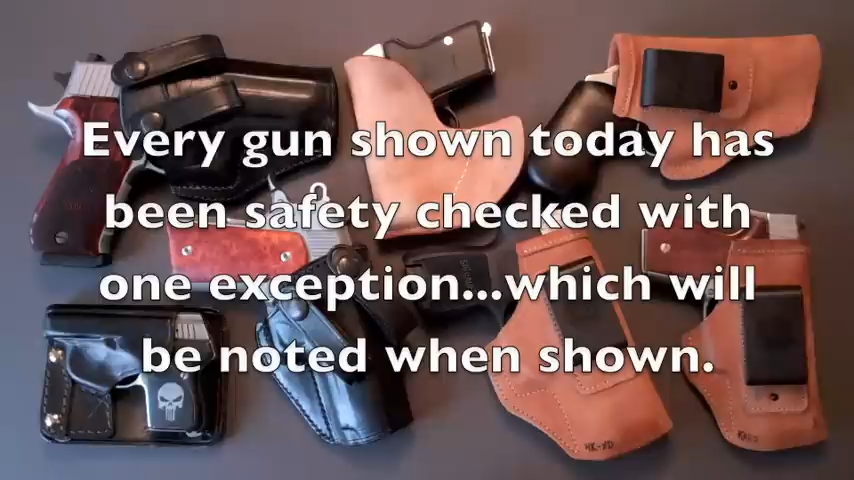 Every gun shown today has
been safety checked with
one exception...which will
be noted when shown.